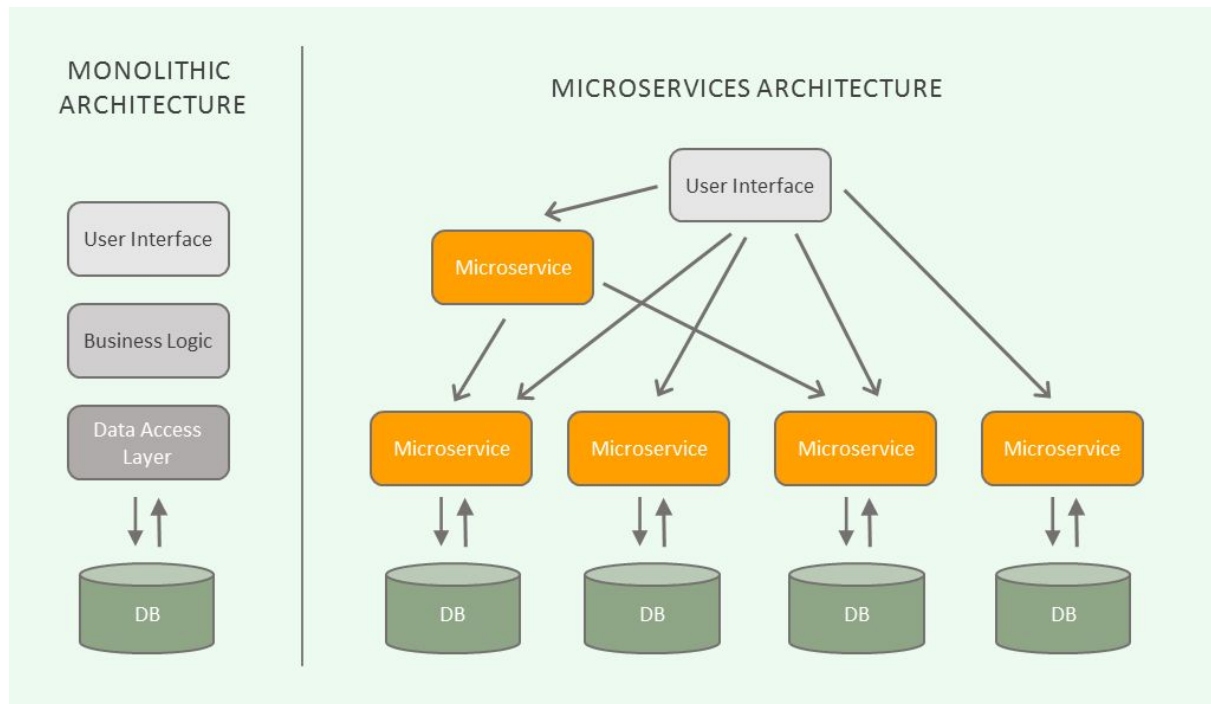 MONOLITHIC
ARCHITECTURE
User Interface
Business Logic
Data Access
Layer
DB
MICROSERVICES ARCHITECTURE
User Interface
Microservice
Microservice
Microservice
Microservice
Microservice
DB
DB
DB
DB